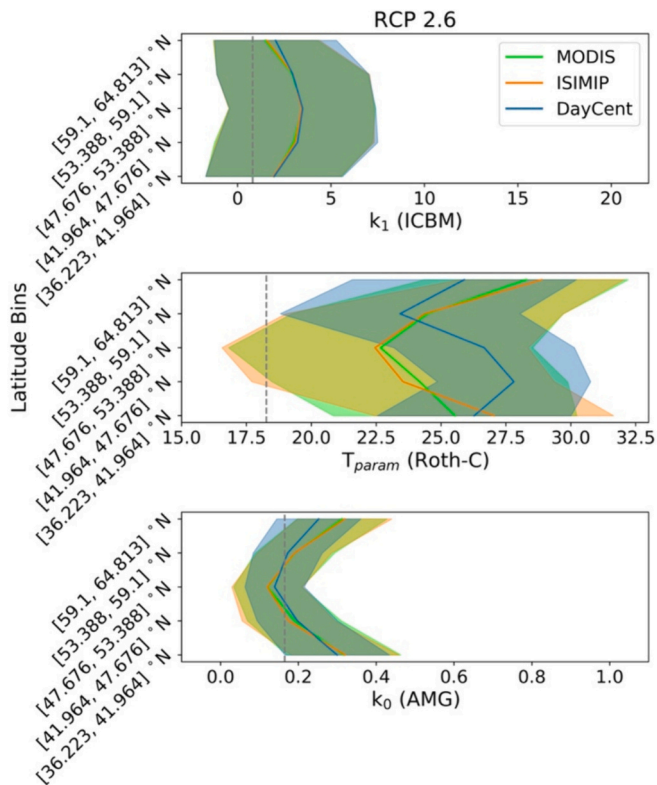 RCP 2.6
MODIS
ISIMIP
DayCent
[59.1, 64.813] °N
[53.388, 59.1] °N
[47.676, 53.388] °N
[41.964, 47.676] °N
[36.223, 41.964] °N
0 5 10 15 20
k₁ (ICBM)
Latitude Bins
[59.1, 64.813] °N
[53.388, 59.1] °N
[47.676, 53.388] °N
[41.964, 47.676] °N
[36.223, 41.964] °N
15.0 17.5 20.0 22.5 25.0 27.5 30.0 32.5
Tparam (Roth-C)
[59.1, 64.813] °N
[53.388, 59.1] °N
[47.676, 53.388] °N
[41.964, 47.676] °N
[36.223, 41.964] °N
0.0 0.2 0.4 0.6 0.8 1.0
k₀ (AMG)